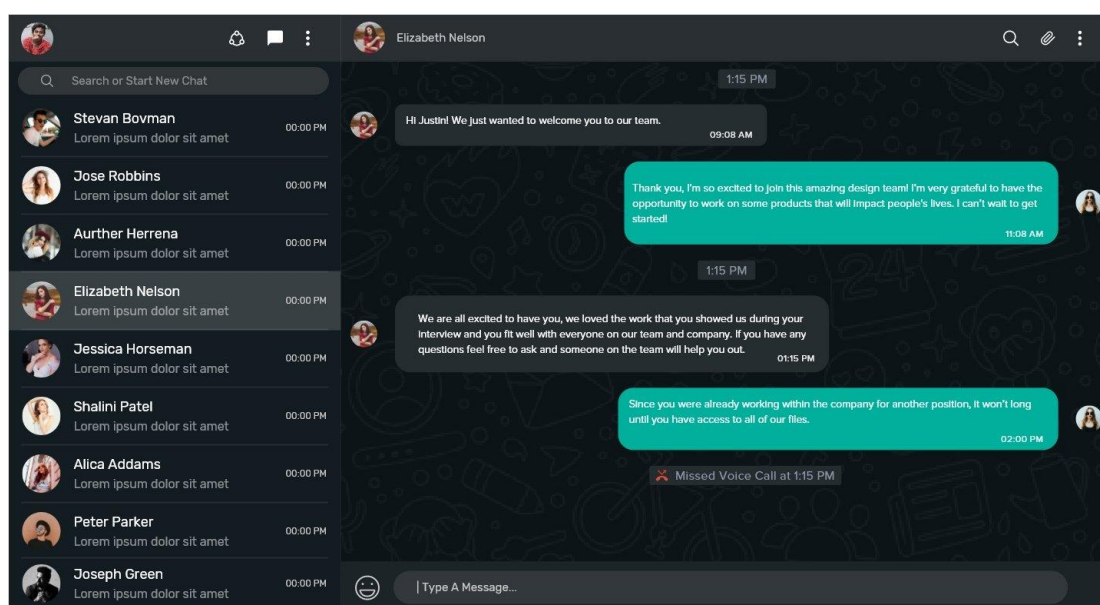 Search or Start New Chat
Stevan Bovman
Lorem ipsum dolor sit amet
00:00 PM
Jose Robbins
Lorem ipsum dolor sit amet
00:00 PM
Aurther Herrena
Lorem ipsum dolor sit amet
00:00 PM
Elizabeth Nelson
Lorem ipsum dolor sit amet
00:00 PM
Jessica Horseman
Lorem ipsum dolor sit amet
00:00 PM
Shalini Patel
Lorem ipsum dolor sit amet
00:00 PM
Alica Addams
Lorem ipsum dolor sit amet
00:00 PM
Peter Parker
Lorem ipsum dolor sit amet
00:00 PM
Joseph Green
Lorem ipsum dolor sit amet
00:00 PM
Elizabeth Nelson
1:15 PM
Hi Justin! We just wanted to welcome you to our team.
09:08 AM
Thank you, I'm so excited to join this amazing design team! I'm very grateful to have the
opportunity to work on some products that will impact people's lives. I can't wait to get
started!
11:08 AM
1:15 PM
We are all excited to have you, we loved the work that you showed us during your
interview and you fit well with everyone on our team and company. If you have any
questions feel free to ask and someone on the team will help you out.
01:15 PM
Since you were already working within the company for another position, it won't long
until you have access to all of our files.
02:00 PM
Missed Voice Call at 1:15 PM
Type A Message...